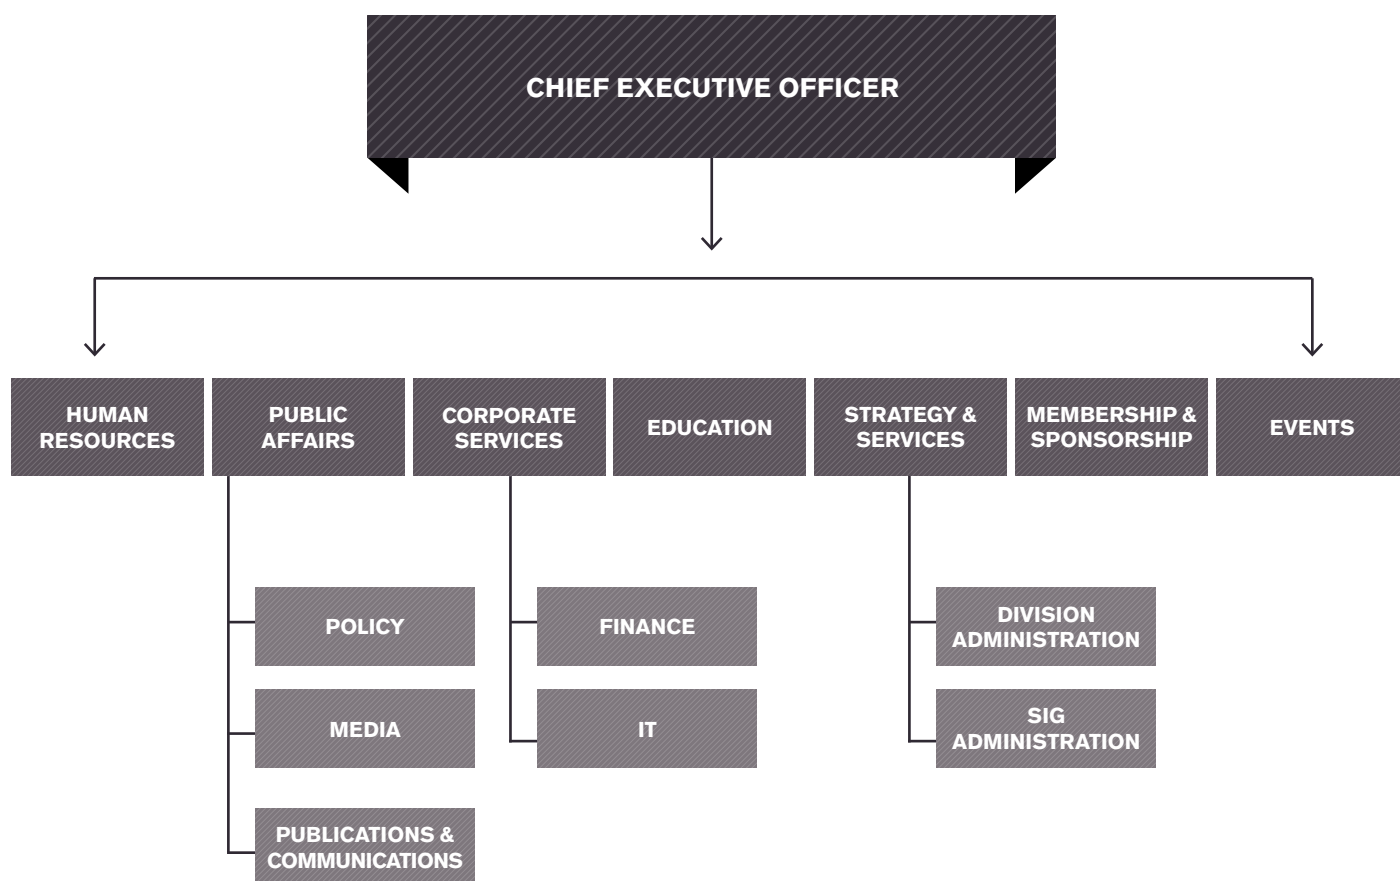 CHIEF EXECUTIVE OFFICER
HUMAN
RESOURCES
PUBLIC
AFFAIRS
CORPORATE
SERVICES
EDUCATION
STRATEGY &
SERVICES
MEMBERSHIP &
SPONSORSHIP
EVENTS
POLICY
MEDIA
PUBLICATIONS &
COMMUNICATIONS
FINANCE
IT
DIVISION
ADMINISTRATION
SIG
ADMINISTRATION